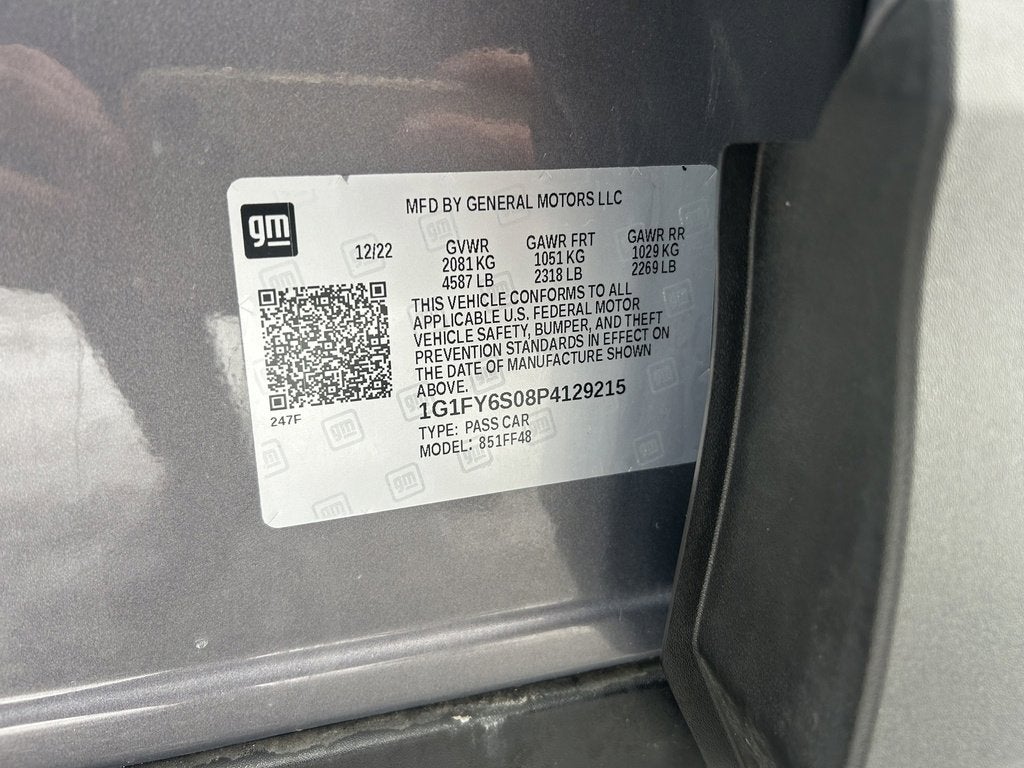 MFD BY GENERAL MOTORS LLC
gm
12/22 GVWR GAWR FRT GAWR RR
2081 KG 1051 KG 1029 KG
4587 LB 2318 LB 2269 LB
THIS VEHICLE CONFORMS TO ALL
APPLICABLE U.S. FEDERAL MOTOR
VEHICLE SAFETY, BUMPER, AND THEFT
PREVENTION STANDARDS IN EFFECT ON
THE DATE OF MANUFACTURE SHOWN
ABOVE.
247F
1G1FY6S08P4129215
TYPE: PASS CAR
MODEL: 851FF48